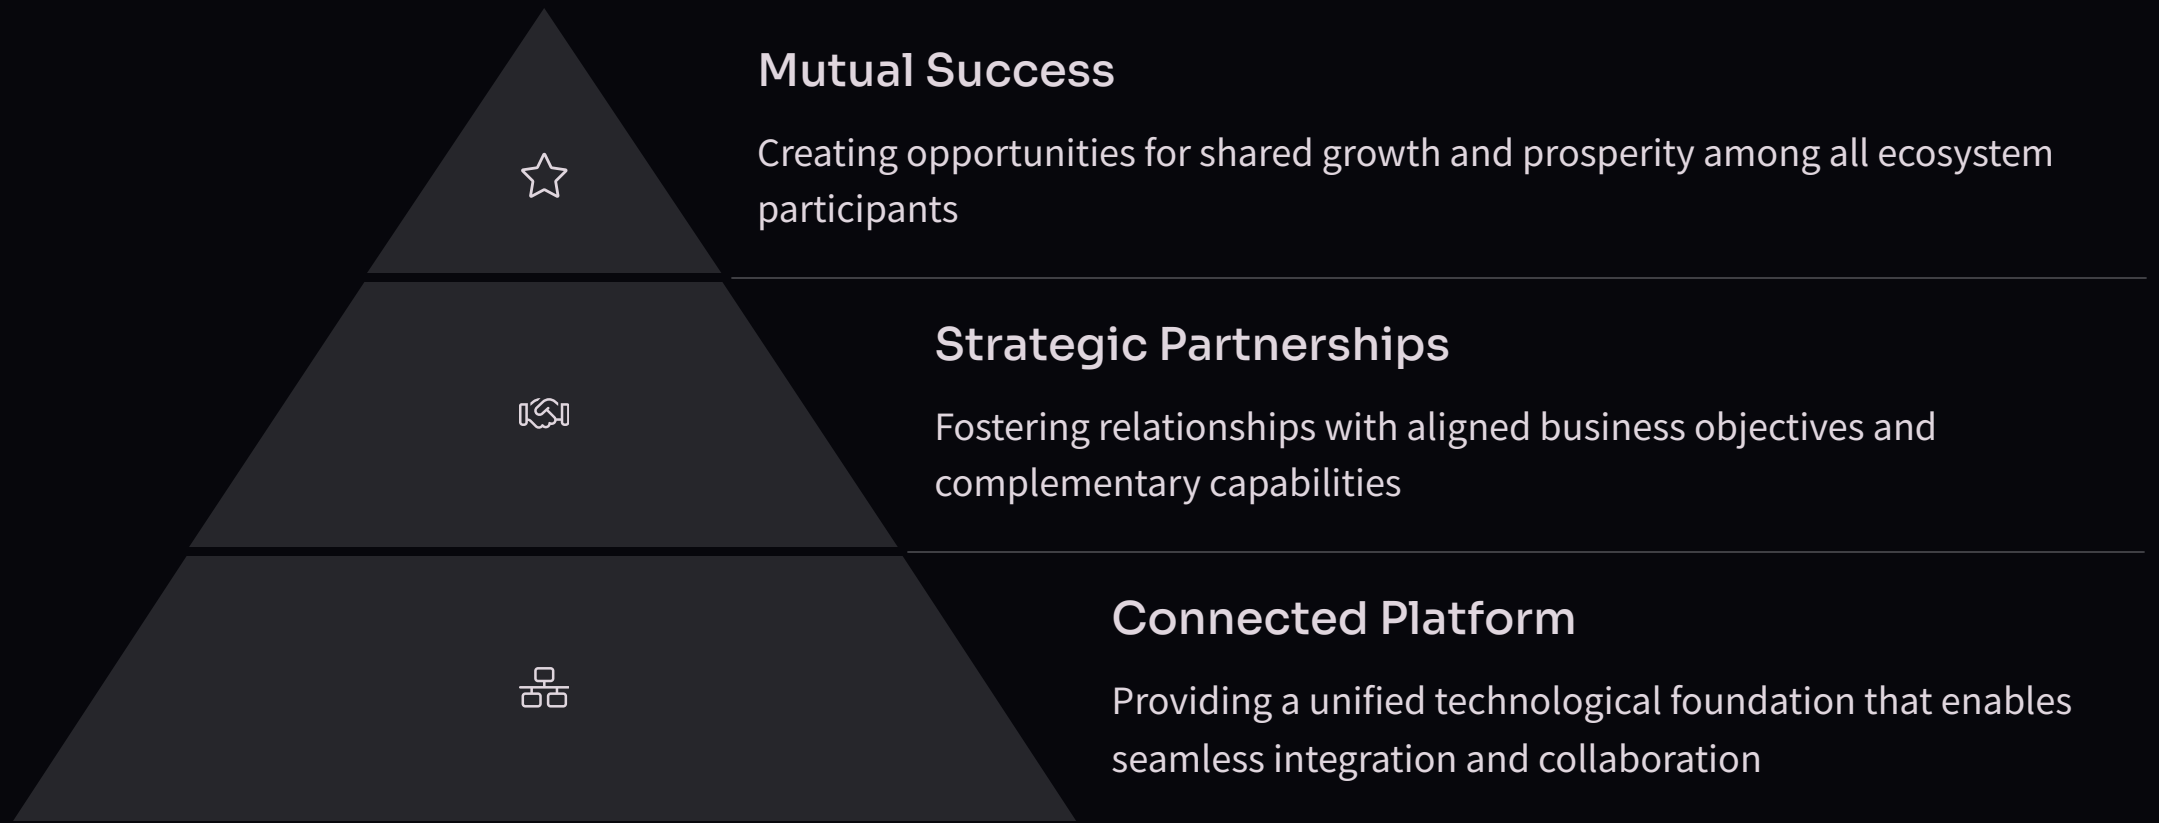 Mutual Success
Creating opportunities for shared growth and prosperity among all ecosystem
participants
Strategic Partnerships
Fostering relationships with aligned business objectives and
complementary capabilities
Connected Platform
Providing a unified technological foundation that enables
seamless integration and collaboration